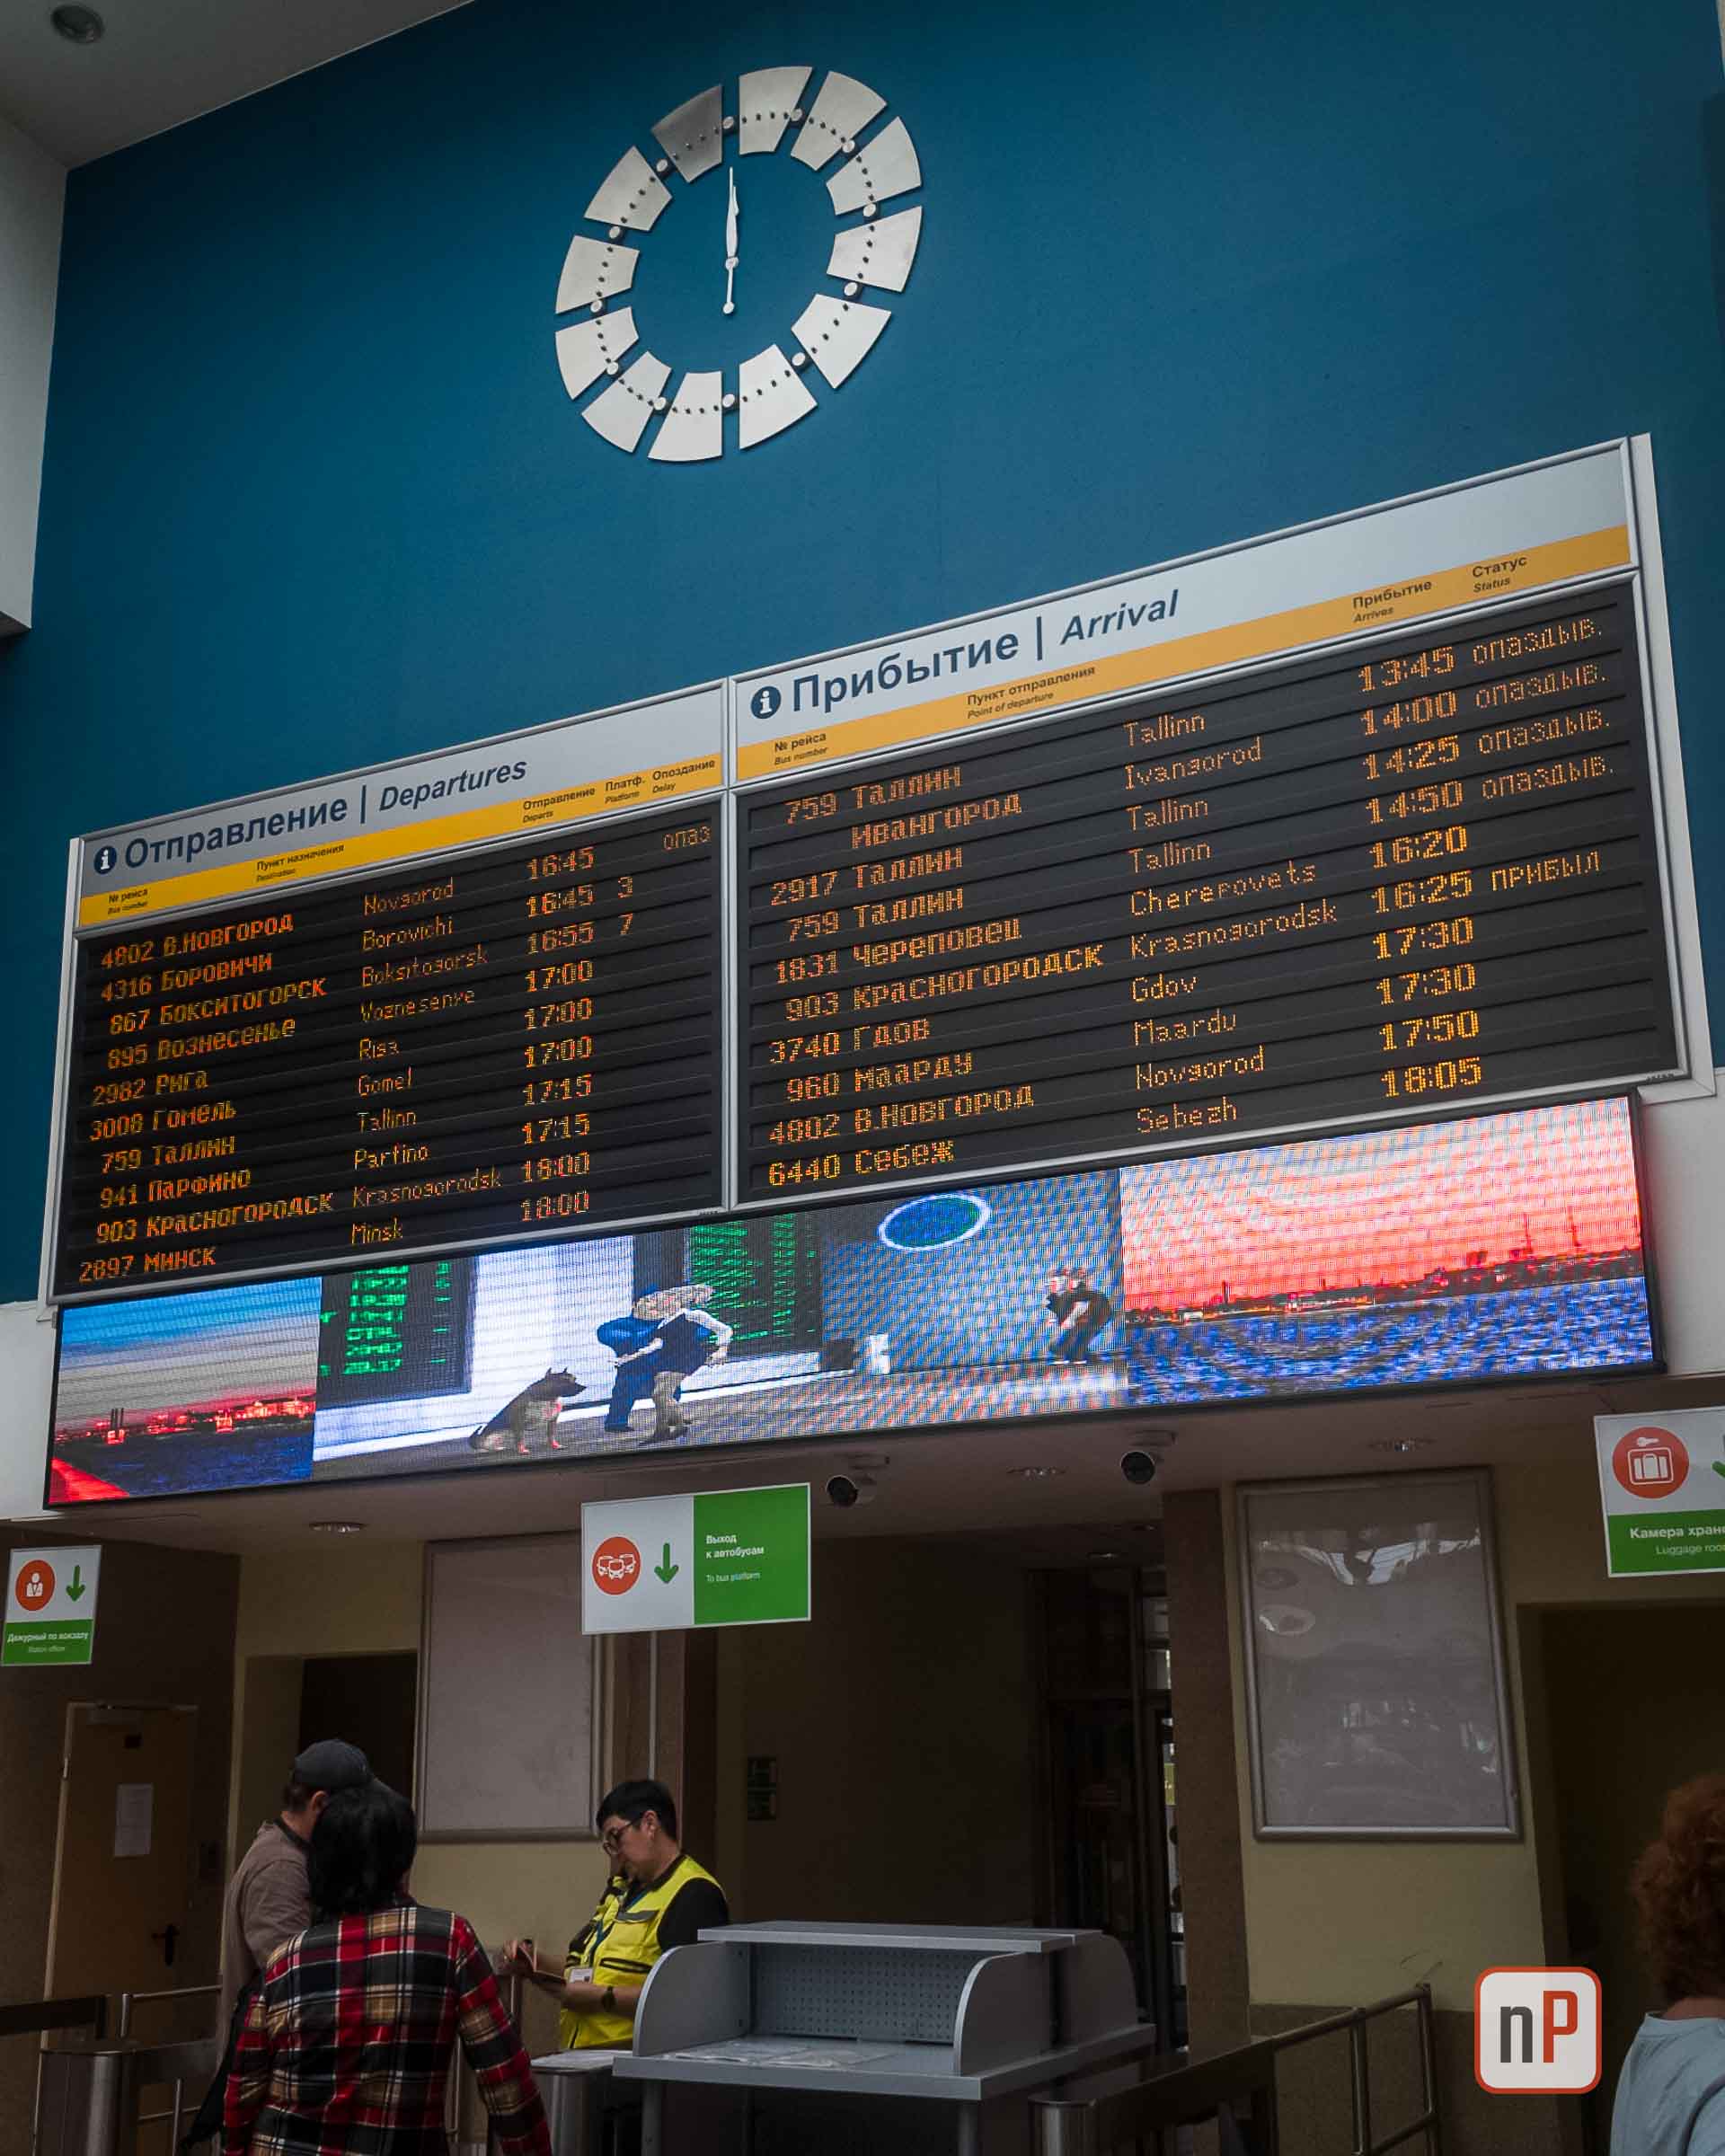 Отправление | Departures
№ рейса Пункт назначения Отправление Платф. Опоздание
Bus number Destination Departs Platform Delay
4802 В.НОВГОРОД Novgorod 16:45 опаз
4316 БОРОВИЧИ Borovichi 16:45 3
867 БОКСИТОГОРСК Boksitogorsk 16:55 7
895 Вознесенье Voznesenye 17:00
2982 Рига Riga 17:00
3008 Гомель Gomel 17:00
759 Таллин Tallinn 17:15
941 Парфино Parfino 17:15
903 Красногородск Krasnogorodsk 18:00
2897 МИНСК Minsk 18:00
Прибытие | Arrival
№ рейса Пункт отправления Прибытие Статус
Bus number Point of departure Arrives Status
759 Таллин Tallinn 13:45 опаздыв.
Ивангород Ivangorod 14:00 опаздыв.
2917 Таллин Tallinn 14:25 опаздыв.
759 Таллин Tallinn 14:50 опаздыв.
1831 Череповец Cherepovets 16:20
903 Красногородск Krasnogorodsk 16:25 ПРИБЫЛ
3740 Гдов Gdov 17:30
960 Маарду Maardu 17:30
4802 В.НОВГОРОД Novgorod 17:50
6440 Себеж Sebezh 18:05
Выход
к автобусам
To bus platform
Камера хран
Luggage roo
Дежурный по вокзалу
Station office
nP